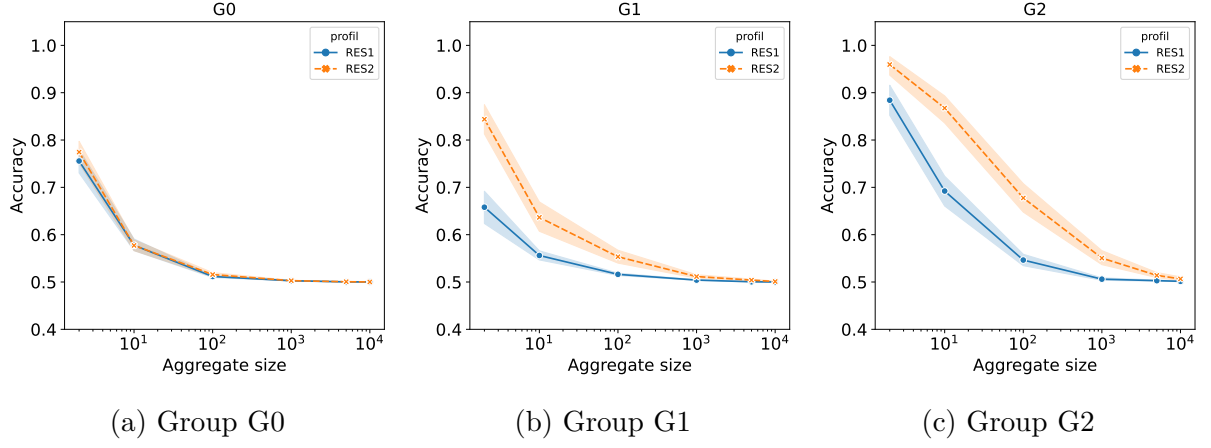 G0
profil
RES1
RES2
1.0
0.9
0.8
0.7
0.6
0.5
0.4
Accuracy
10¹
10²
10³
10⁴
Aggregate size
(a) Group G0
G1
profil
RES1
RES2
1.0
0.9
0.8
0.7
0.6
0.5
0.4
Accuracy
10¹
10²
10³
10⁴
Aggregate size
(b) Group G1
G2
profil
RES1
RES2
1.0
0.9
0.8
0.7
0.6
0.5
0.4
Accuracy
10¹
10²
10³
10⁴
Aggregate size
(c) Group G2